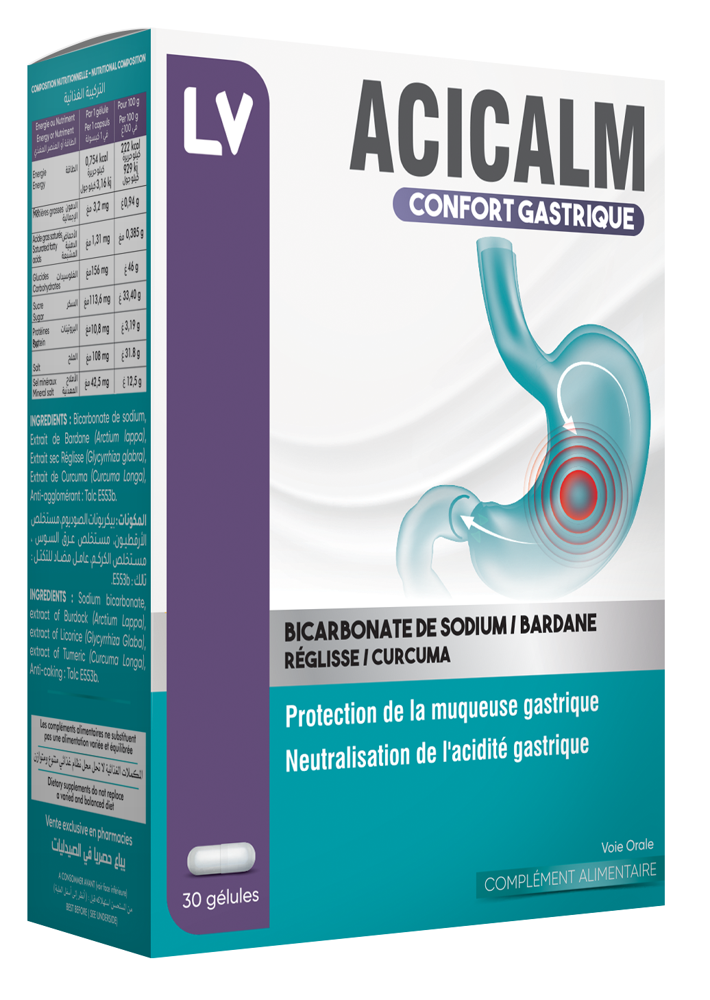 COMPOSITION NUTRITIONNELLE - NUTRITIONAL COMPOSITION
التركيبة الغذائية
Energie ou Nutriment
Energy or Nutriment
الطاقة أو العنصر المغذي
Par 1 gélule
Per 1 capsuls
في 1 كبسولة
Pour 100 g
Per 100 g
في 100غ
Energie
Energy
الطاقة
0,754 kcal
كيلو حريرة
3,16 kj كيلو جول
222 kcal
كيلو حريرة
929 kj
كيلو جول
Matières grasses
الدهون
الإجمالية
3,2 mg مغ
0,94 g غ
Acide gras saturés
Saturated fatty
acids
الأحماض
الدهنية
المشبعة
1,31 mg مغ
0,385 g مغ
Glucides
Carbohydrates
الغلوسيدات
156 mg مغ
46 g غ
Sucre
Sugar
السكر
113,6 mg مغ
33,40 g غ
Protéines
البروتينات
10,8 mg مغ
3,19 g غ
Salt
الملح
108 mg مغ
31.8 g غ
Sel minéraux
Mineral salt
الأملاح
المعدنية
42,5 mg مغ
12,5 g غ
INGREDIENTS : Bicarbonate de sodium,
Extrait de Bardane (Arctium lappa),
Extrait sec Réglisse (Glycyrrhiza glabra),
Extrait de Curcuma (Curcuma Longa),
Anti-agglomérant : Talc E553b.
المكونات: بيكربونات الصوديوم, مستخلص
الأرقطيون, مستخلص عرق السوس ,
مستخلص الكركم, عامل مضاد للتكتل :
تالك : E553b.
INGREDIENTS : Sodium bicarbonate,
extract of Burdock (Arctium Lappa),
extract of Licorice (Glycyrrhiza Glaba),
extract of Tumeric (Curcuma Longa),
Anti-caking : Talc E553b.
Les compléments alimentaires ne substituent
pas une alimentation variée et équilibrée
المكملات الغذائية لا تحل محل نظام غذائي متنوع ومتوازن
Dietary supplements do not replace
a varied and balanced diet
Vente exclusive en pharmacies
يباع حصريا في الصيدليات
A CONSOMMER AVANT (voir face inférieure)
من المستحسن استهلاكه قبل : (أنظر إلى أسفل العلبة)
BEST BEFORE ( SEE UNDERSIDE)
LV
ACICALM
CONFORT GASTRIQUE
BICARBONATE DE SODIUM / BARDANE
RÉGLISSE / CURCUMA
Protection de la muqueuse gastrique
Neutralisation de l'acidité gastrique
30 gélules
Voie Orale
COMPLÉMENT ALIMENTAIRE